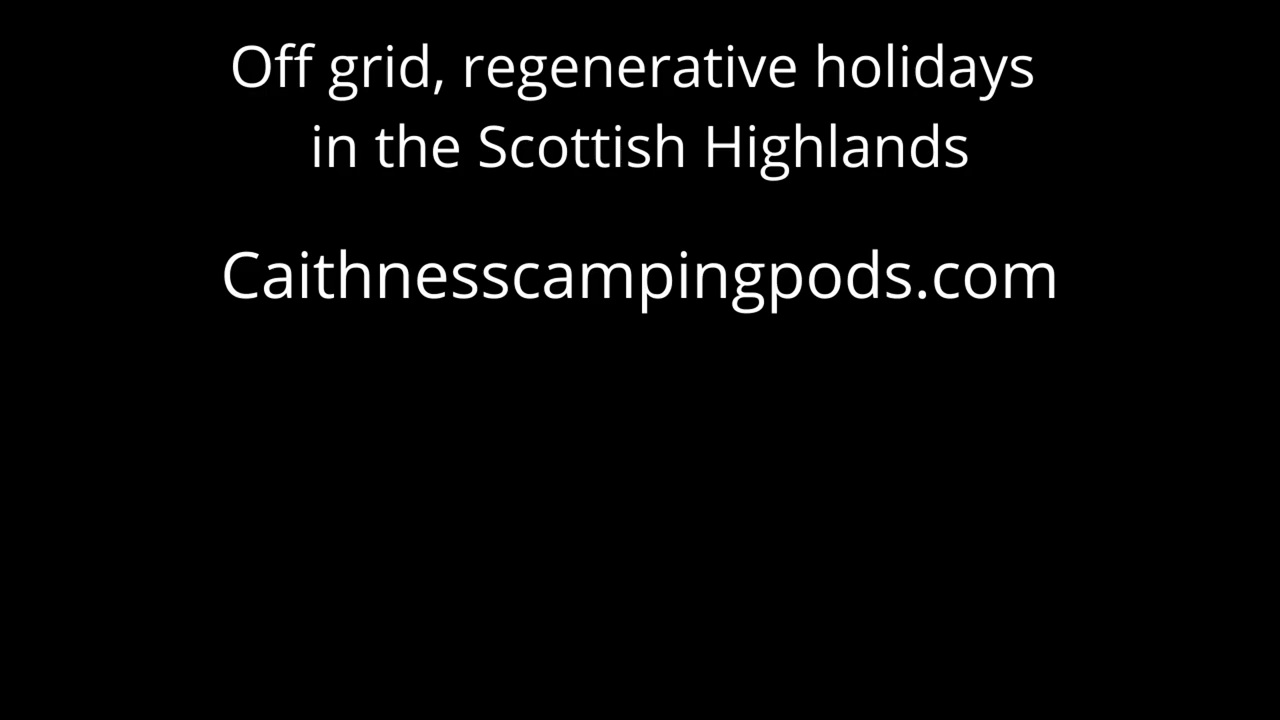 Off grid, regenerative holidays
in the Scottish Highlands
Caithnesscampingpods.com